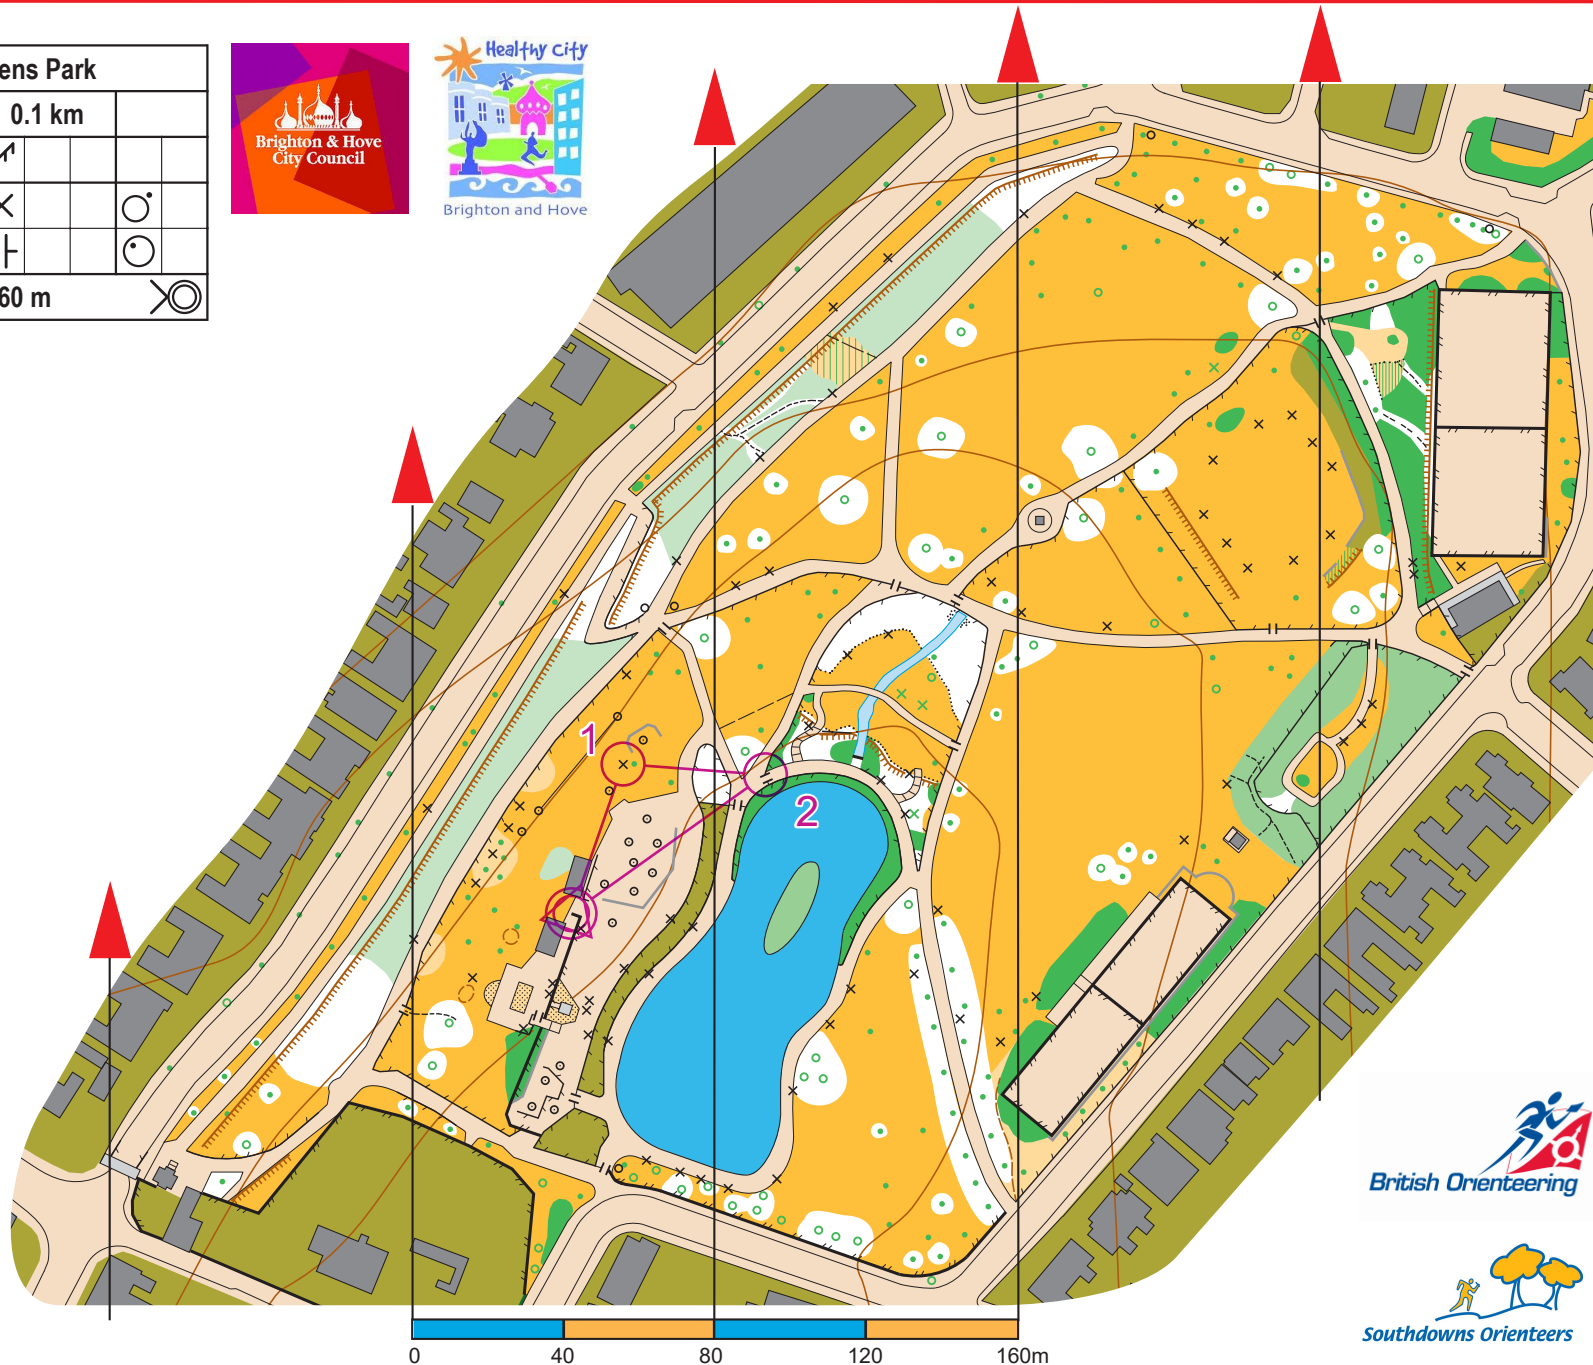 ens Park
0.1 km
60 m
Brighton & Hove
City Council
Healthy City
Brighton and Hove
1
2
British Orienteering
Southdowns Orienteers
0
40
80
120
160m